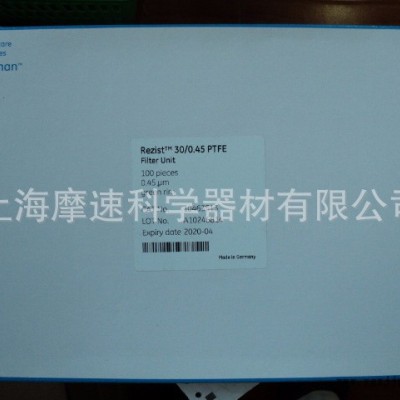 man™
Rezist™ 30/0.45 PTFE
Filter Unit
100 pieces
0.45 µm
上海摩速科学器材有限公司
LOT No.
Expiry date 2020-04
Made in Germany